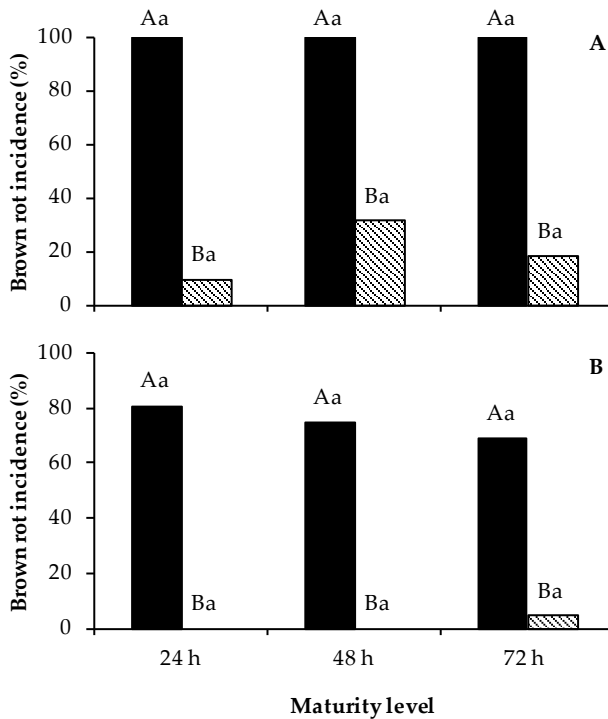 Aa Aa Aa
A
100
80
60
40
20
0
Brown rot incidence (%)
Ba Ba Ba
B
100
80
60
40
20
0
Brown rot incidence (%)
Aa Aa Aa
Ba Ba Ba
24 h 48 h 72 h
Maturity level